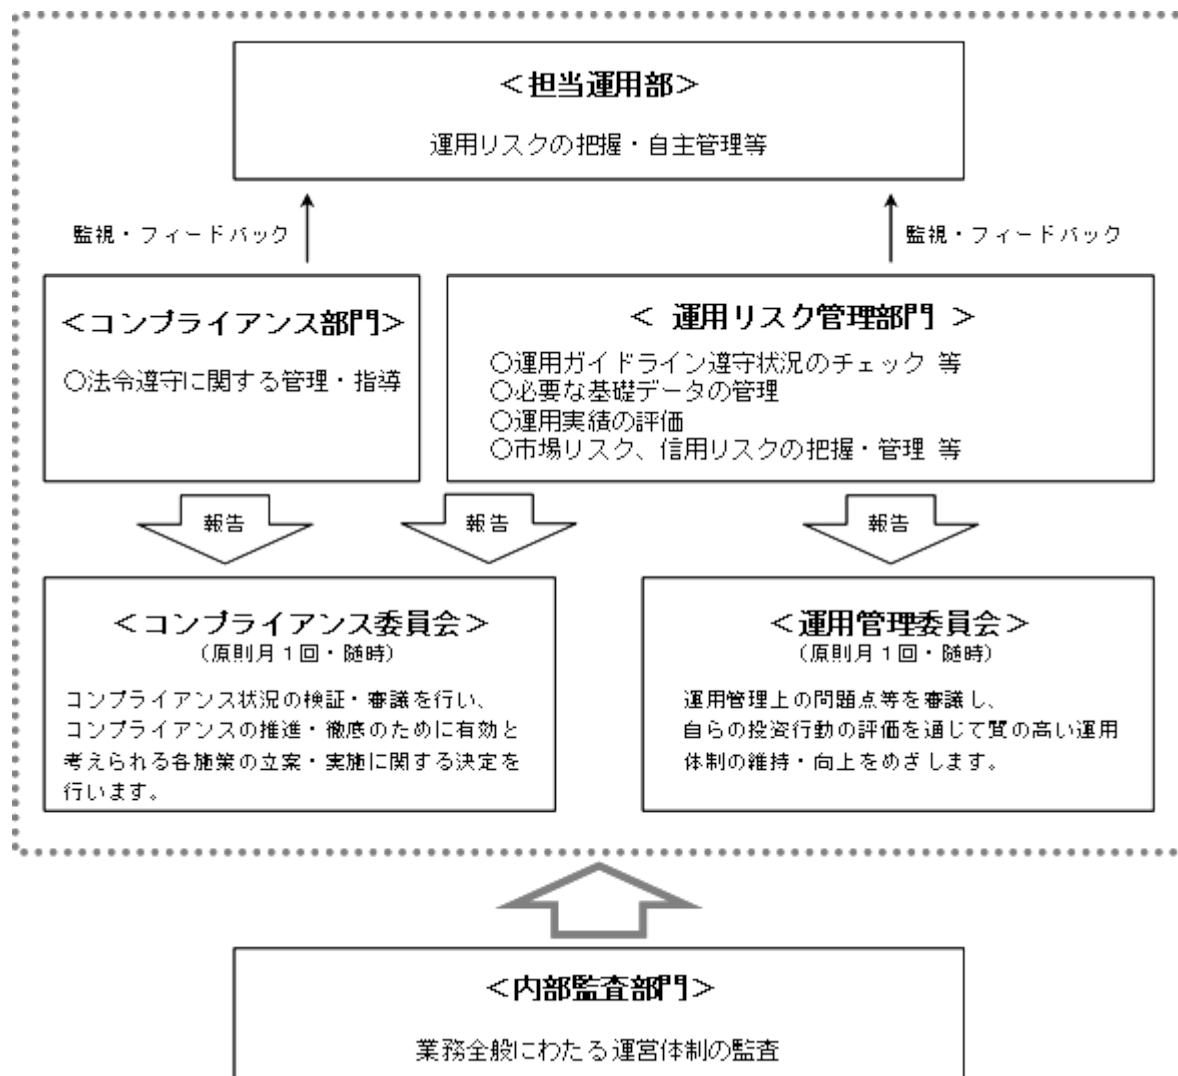 ＜担当運用部＞
運用リスクの把握・自主管理等
監視・フィードバック
監視・フィードバック
＜コンプライアンス部門＞
○法令遵守に関する管理・指導
＜ 運用リスク管理部門 ＞
○運用ガイドライン遵守状況のチェック 等
○必要な基礎データの管理
○運用実績の評価
○市場リスク、信用リスクの把握・管理 等
報告
報告
報告
＜コンプライアンス委員会＞
（原則月１回・随時）
コンプライアンス状況の検証・審議を行い、
コンプライアンスの推進・徹底のために有効と
考えられる各施策の立案・実施に関する決定を
行います。
＜運用管理委員会＞
（原則月１回・随時）
運用管理上の問題点等を審議し、
自らの投資行動の評価を通じて質の高い運用
体制の維持・向上をめざします。
＜内部監査部門＞
業務全般にわたる運営体制の監査